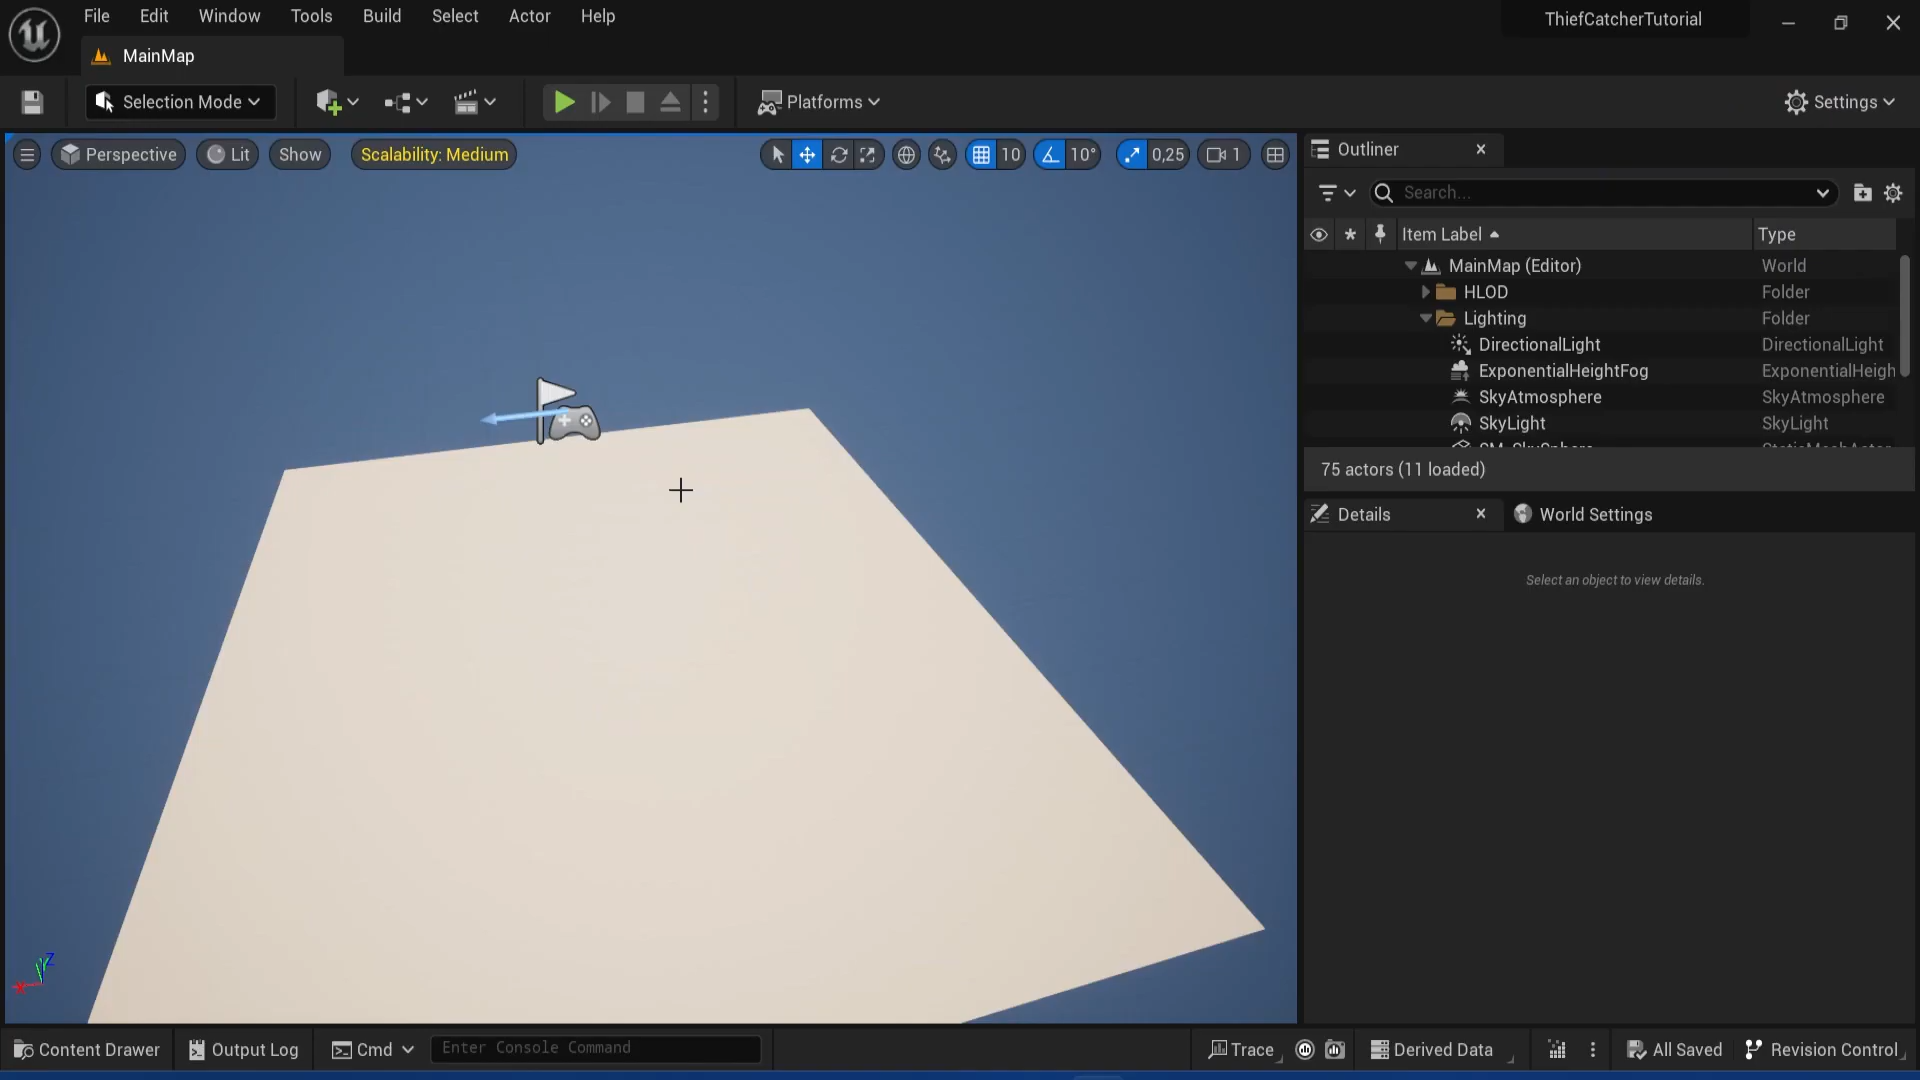 File Edit Window Tools Build Select Actor Help
ThiefCatcherTutorial
MainMap
Selection Mode
Platforms
Settings
Perspective Lit Show Scalability: Medium
10 10° 0,25 1
Outliner
Search...
Item Label Type
MainMap (Editor) World
HLOD Folder
Lighting Folder
DirectionalLight DirectionalLight
ExponentialHeightFog ExponentialHeigh
SkyAtmosphere SkyAtmosphere
SkyLight SkyLight
75 actors (11 loaded)
Details World Settings
Select an object to view details.
Z
X
Content Drawer Output Log Cmd Enter Console Command Trace Derived Data All Saved Revision Control